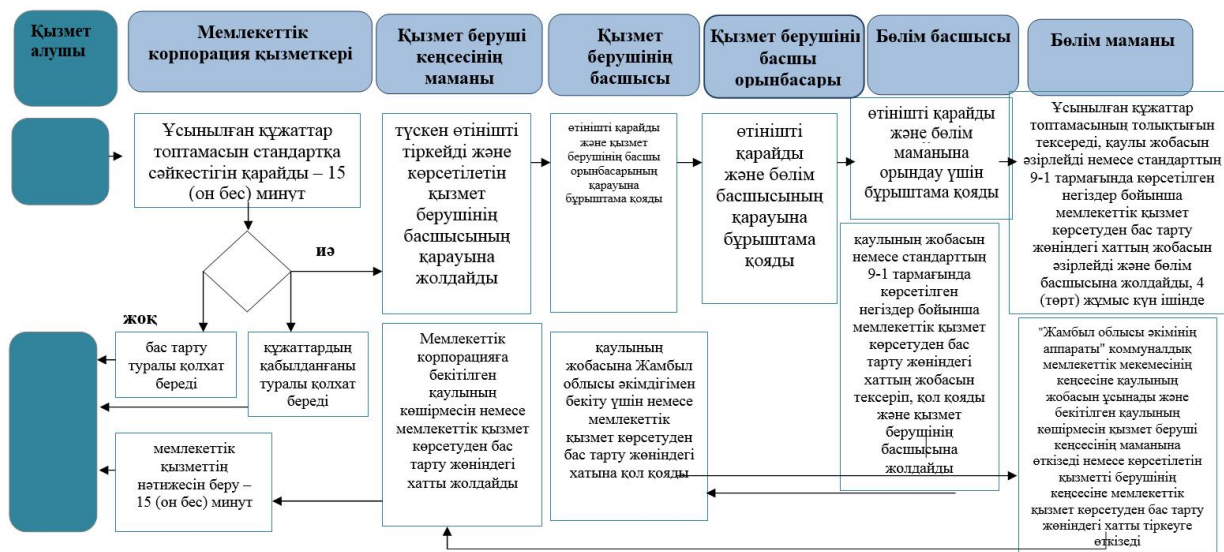 Қызмет
алушы
Мемлекеттік
корпорация қызметкері
Қызмет беруші
кеңсесінің
маманы
Қызмет
берушінің
басшысы
Қызмет берушінің
басшы
орынбасары
Бөлім басшысы
Бөлім маманы
Ұсынылған құжаттар
топтамасын стандартқа
сәйкестігін қарайды – 15
(он бес) минут
түскен өтінішті
тіркейді және
көрсетілетін
қызмет
берушінің
басшысының
қарауына
жолдайды
өтінішті қарайды
және қызмет
берушінің басшы
орынбасарының
қарауына
бұрыштама қояды
өтінішті
қарайды
және бөлім
басшысының
қарауына
бұрыштама
қояды
өтінішті қарайды
және бөлім
маманына
орындау үшін
бұрыштама қояды
Ұсынылған құжаттар
топтамасының толықтығын
тексереді, қаулы жобасын
әзірлейді немесе стандарттың
9-1 тармағында көрсетілген
негіздер бойынша
мемлекеттік қызмет
көрсетуден бас тарту
жөніндегі хаттың жобасын
әзірлейді және бөлім
басшысына жолдайды, 4
(төрт) жұмыс күн ішінде
иә
жоқ
бас тарту
туралы қолхат
береді
құжаттардың
қабылданғаны
туралы қолхат
береді
мемлекеттік
қызметтің
нәтижесін беру –
15 (он бес) минут
Мемлекеттік
корпорацияға
бекітілген
қаулының
көшірмесін немесе
мемлекеттік қызмет
көрсетуден бас
тарту жөніндегі
хатты жолдайды
қаулының
жобасына Жамбыл
облысы әкімдігімен
бекіту үшін немесе
мемлекеттік
қызмет көрсетуден
бас тарту жөніндегі
хатына қол қояды
қаулының жобасын
немесе стандарттың
9-1 тармағында
көрсетілген
негіздер бойынша
мемлекеттік қызмет
көрсетуден бас
тарту жөніндегі
хаттың жобасын
тексеріп, қол қояды
және қызмет
берушінің
басшысына
жолдайды
"Жамбыл облысы әкімінің
аппараты" коммуналдық
мемлекеттік мекемесінің
кеңсесіне қаулының
жобасын ұсынады және
бекітілген қаулының
көшірмесін қызмет беруші
кеңсесінің маманына
өткізеді немесе көрсетілетін
қызметті берушінің
кеңсесіне мемлекеттік
қызмет көрсетуден бас тарту
жөніндегі хатты тіркеуге
өткізеді